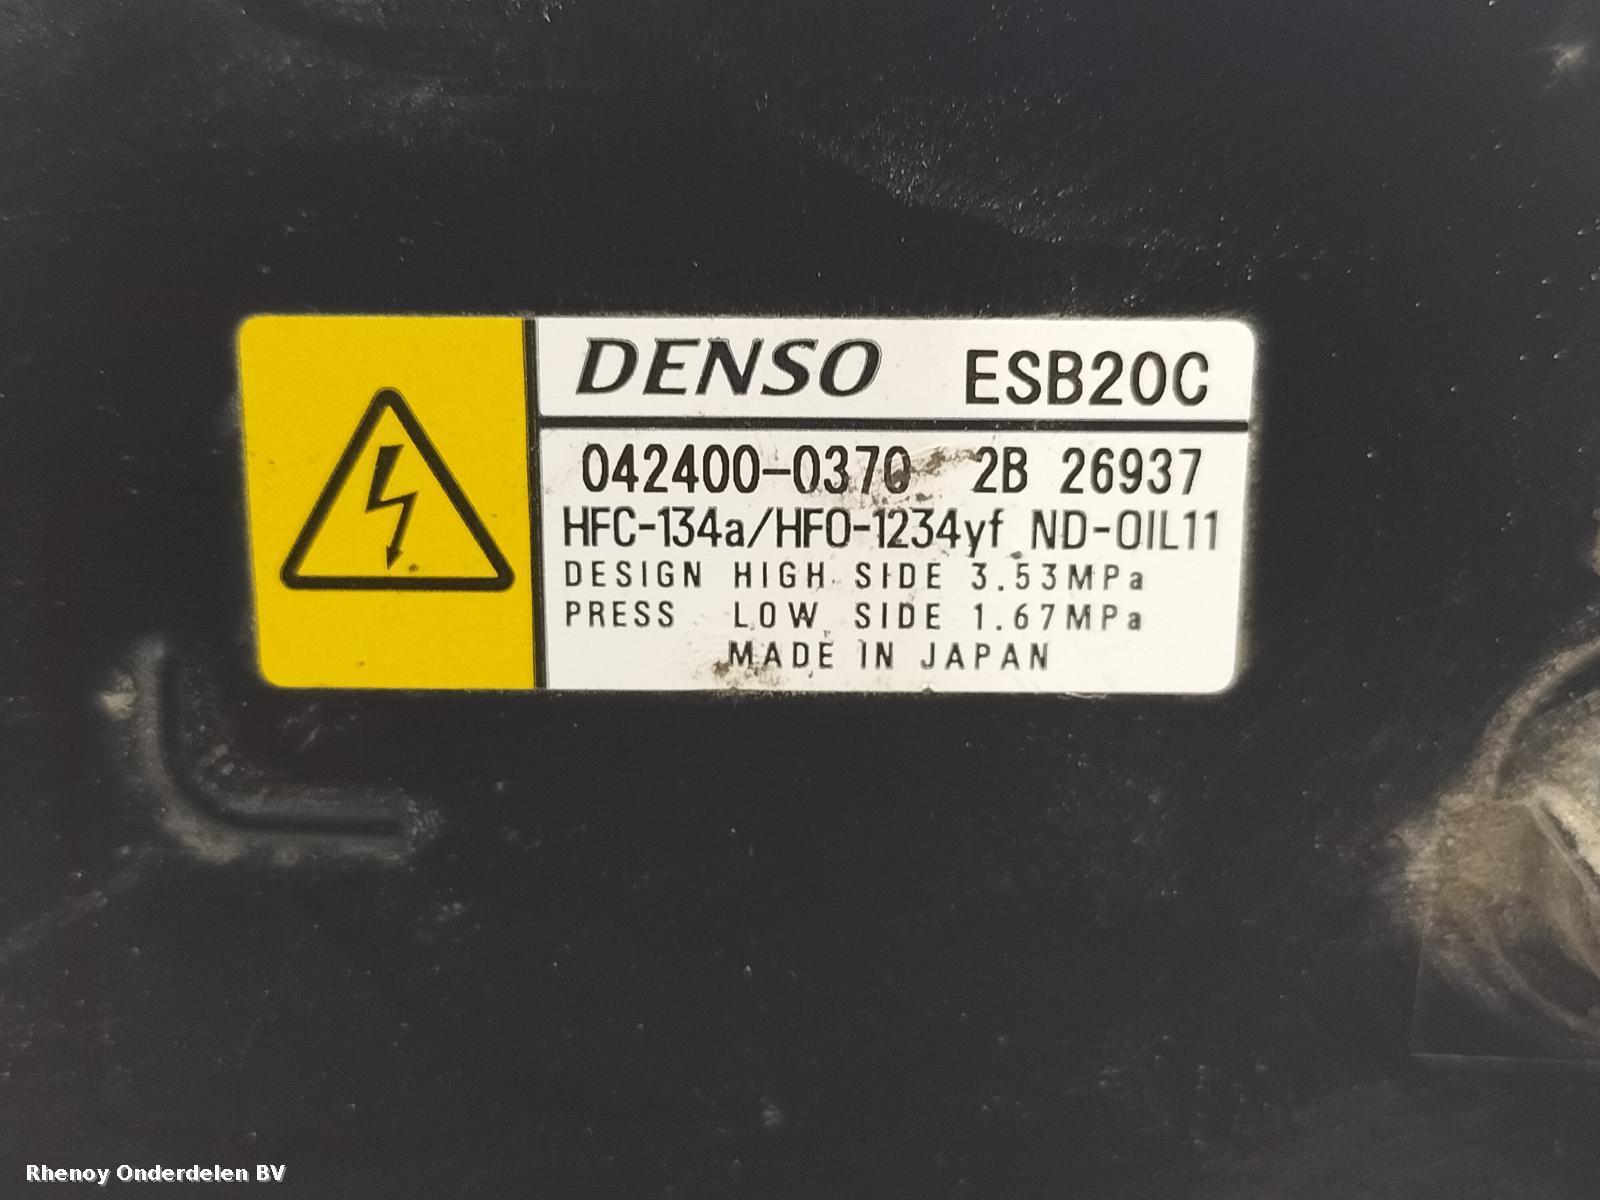 DENSO ESB20C
042400-0370 2B 26937
HFC-134a/HFO-1234yf ND-OIL11
DESIGN HIGH SIDE 3.53MPa
PRESS LOW SIDE 1.67MPa
MADE IN JAPAN
Rhenoy Onderdelen BV